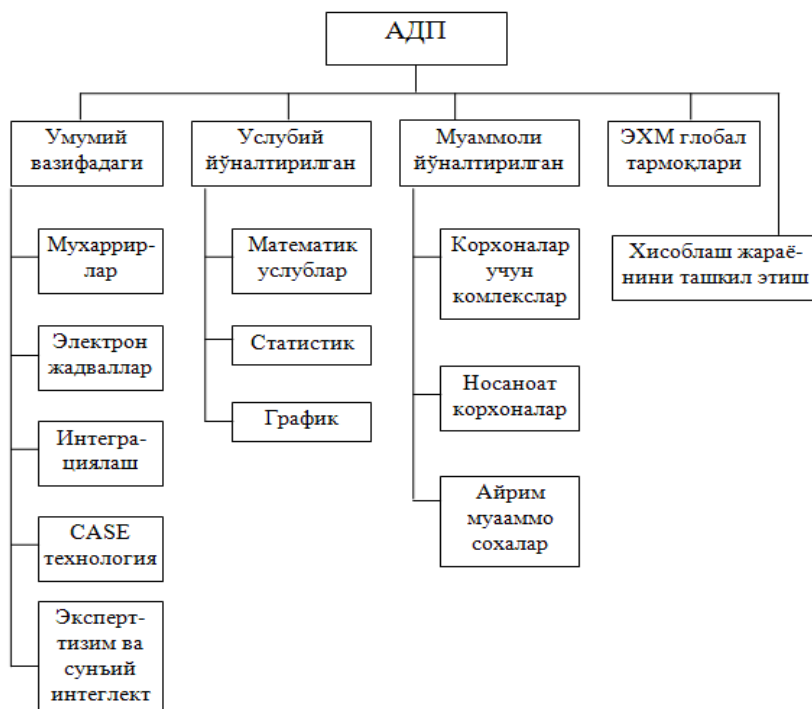 АДП
Умумий
вазифадаги
Услубий
йўналтирилган
Муаммоли
йўналтирилган
ЭХМ глобал
тармоқлари
Мухаррир-
лар
Электрон
жадваллар
Интегра-
циялаш
CASE
технология
Эксперт-
тизим ва
сунъий
интеглект
Математик
услублар
Статистик
График
Корхоналар
учун
комлекслар
Носаноат
корхоналар
Айрим
муааммо
сохалар
Хисоблаш жараё-
нини ташкил этиш